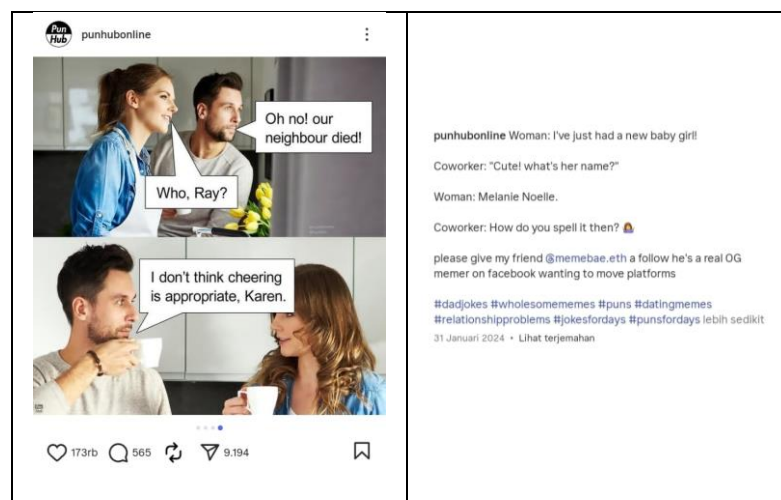 Pun
Hub
punhubonline
Oh no! our
neighbour died!
Who, Ray?
I don't think cheering
is appropriate, Karen.
173rb
565
9.194
punhubonline Woman: I've just had a new baby girl!
Coworker: "Cute! what's her name?"
Woman: Melanie Noelle.
Coworker: How do you spell it then? 🤷‍♀️
please give my friend @memebae.eth a follow he's a real OG
memer on facebook wanting to move platforms
#dadjokes #wholesomememes #puns #datingmemes
#relationshipproblems #jokesfordays #punsfordays lebih sedikit
31 Januari 2024 • Lihat terjemahan